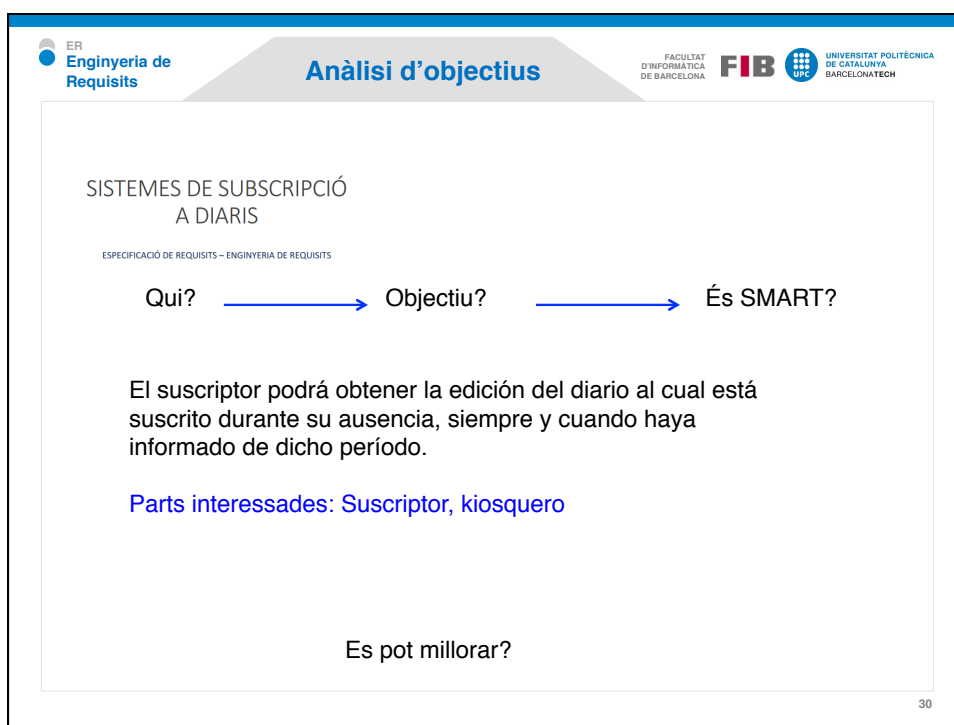 ER
Enginyeria de
Requisits
Anàlisi d'objectius
FACULTAT
D'INFORMÀTICA
DE BARCELONA
FIB
UPC
UNIVERSITAT POLITÈCNICA
DE CATALUNYA
BARCELONATECH
SISTEMES DE SUBSCRIPCIÓ
A DIARIS
ESPECIFICACIÓ DE REQUISITS – ENGINYERIA DE REQUISITS
Qui? Objectiu? És SMART?
El suscriptor podrá obtener la edición del diario al cual está
suscrito durante su ausencia, siempre y cuando haya
informado de dicho período.
Parts interessades: Suscriptor, kiosquero
Es pot millorar?
30